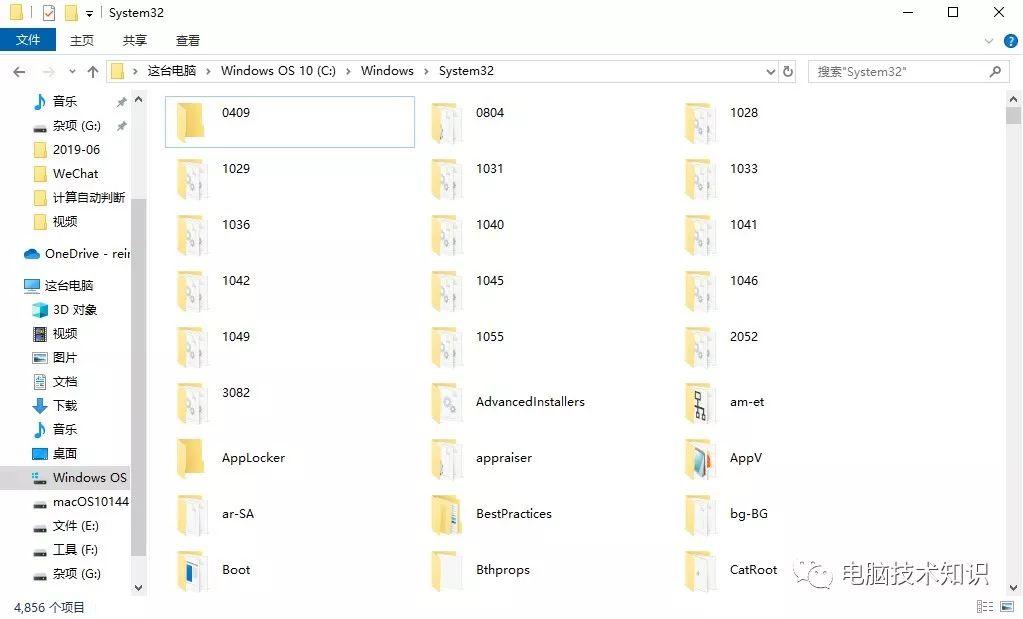 System32
文件 主页 共享 查看
这台电脑 Windows OS 10 (C:) Windows System32 搜索"System32"
音乐
杂项 (G:)
2019-06
WeChat
计算自动判断
视频
OneDrive - rein
这台电脑
3D 对象
视频
图片
文档
下载
音乐
桌面
Windows OS
macOS10144
文件 (E:)
工具 (F:)
杂项 (G:)
0409 0804 1028
1029 1031 1033
1036 1040 1041
1042 1045 1046
1049 1055 2052
3082 AdvancedInstallers am-et
AppLocker appraiser AppV
ar-SA BestPractices bg-BG
Boot Bthprops CatRoot
电脑技术知识
4,856 个项目